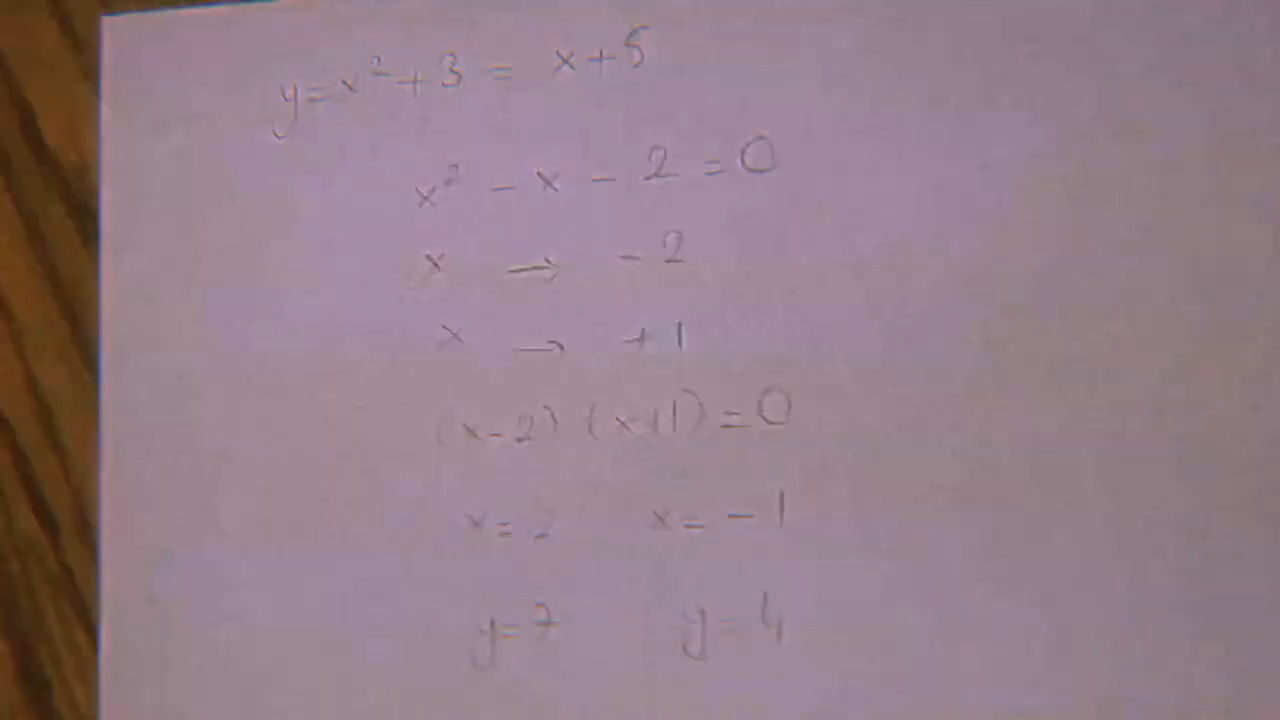 y = x² + 3 = x + 5
x² - x - 2 = 0
x → - 2
x → + 1
(x - 2) (x + 1) = 0
x = 2 x = - 1
y = 7 y = 4